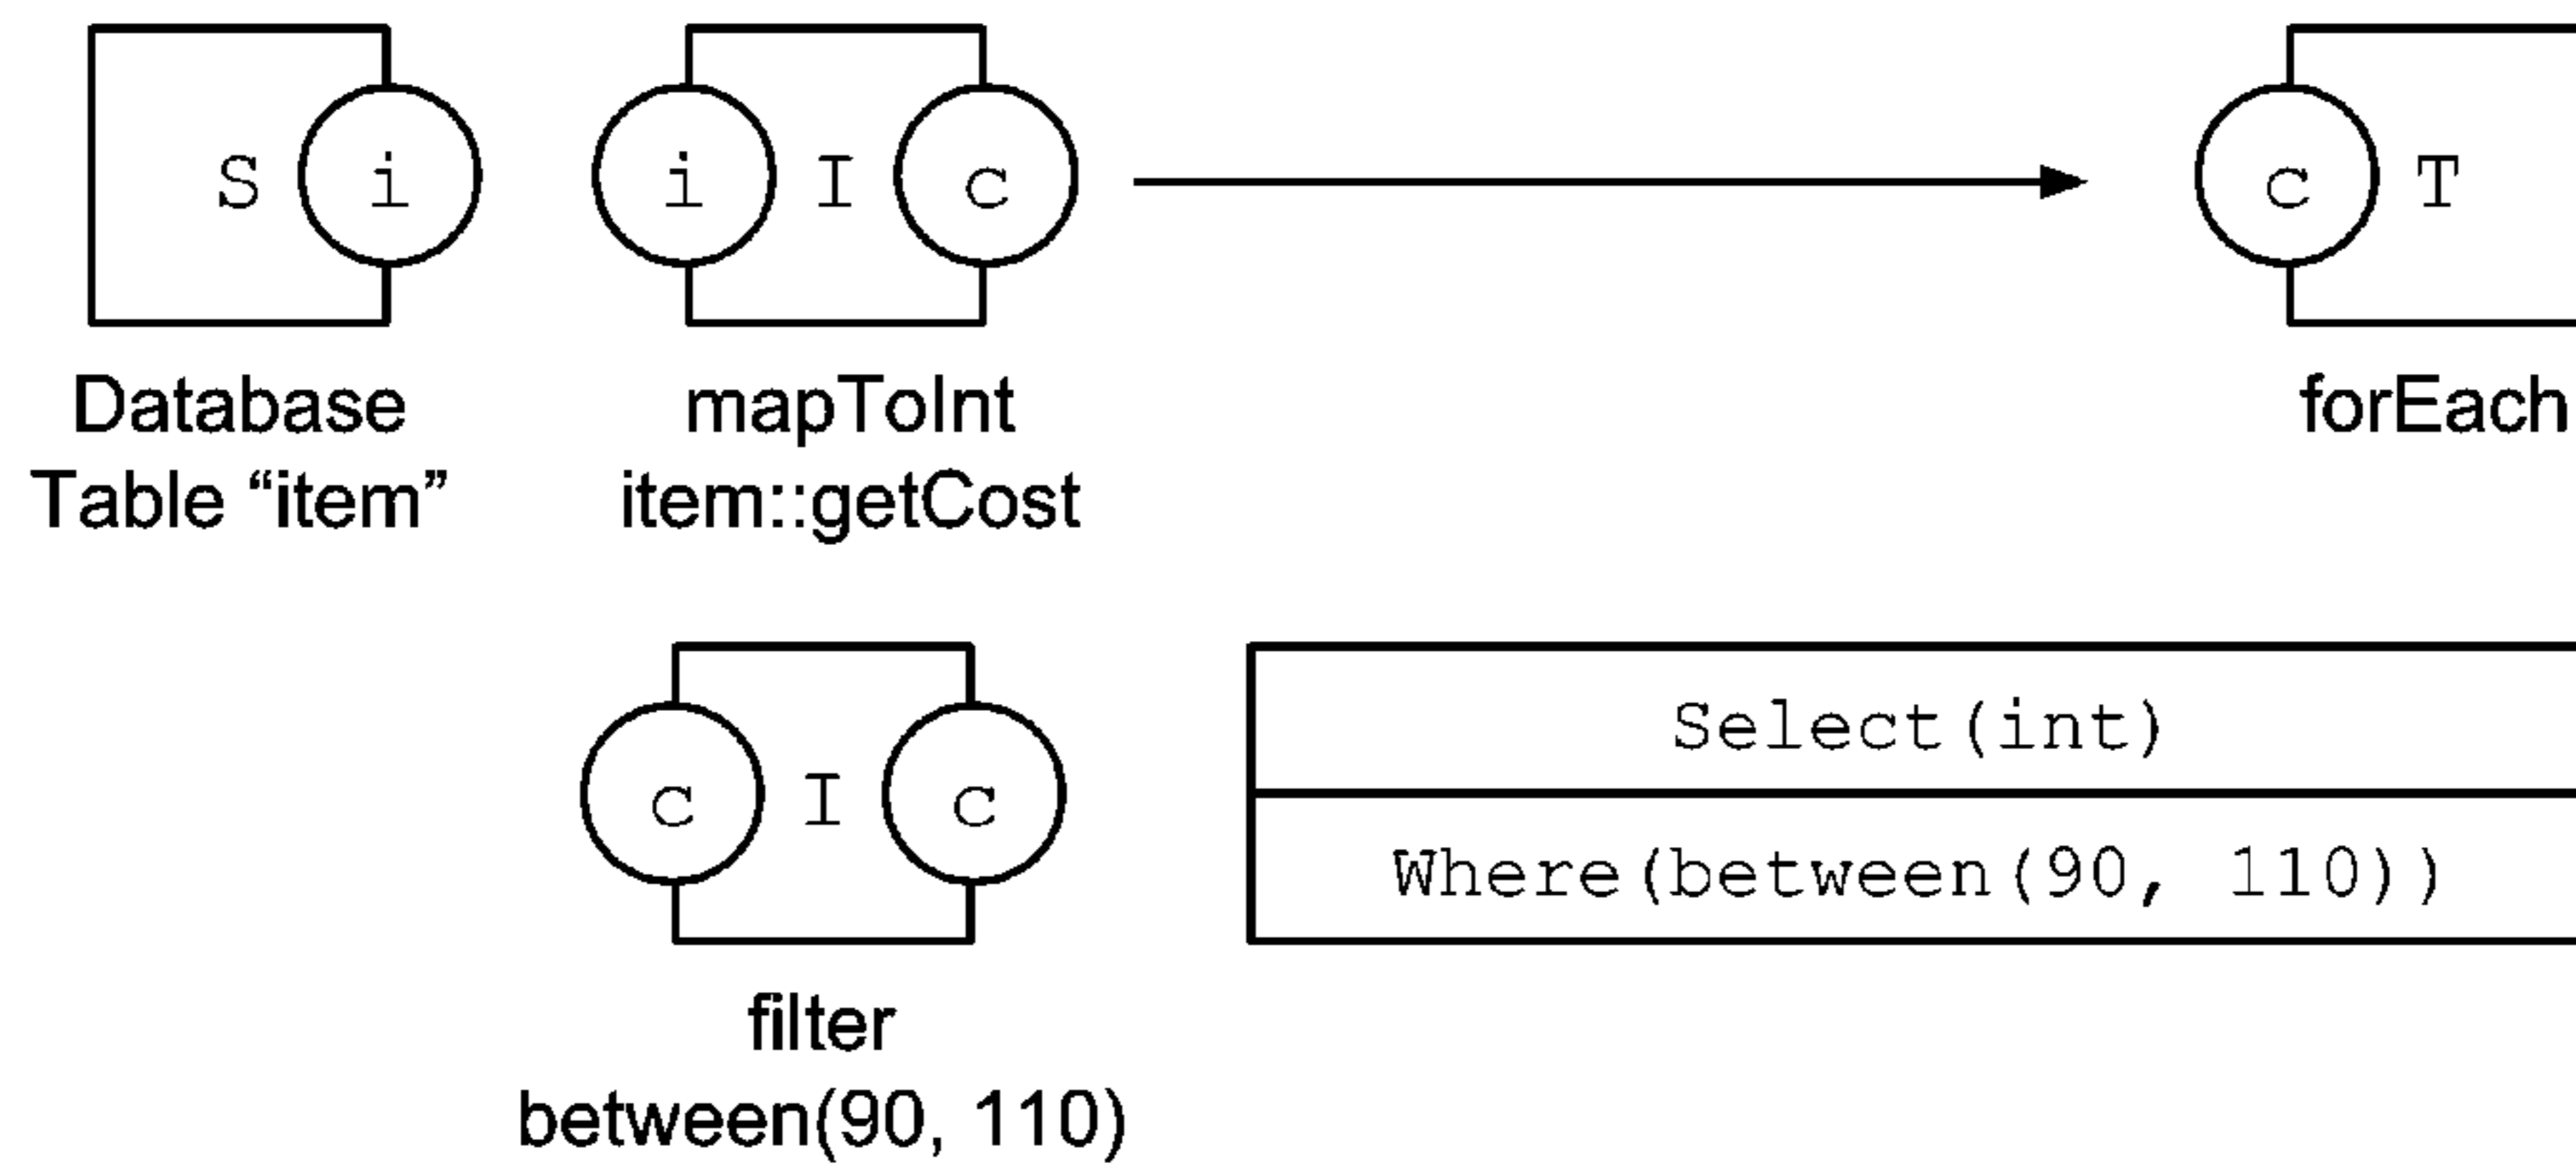 S i
i I c
c T
Database
Table “item”
mapToInt
item::getCost
forEach
c I c
filter
between(90, 110)
Select(int)
Where(between(90, 110))